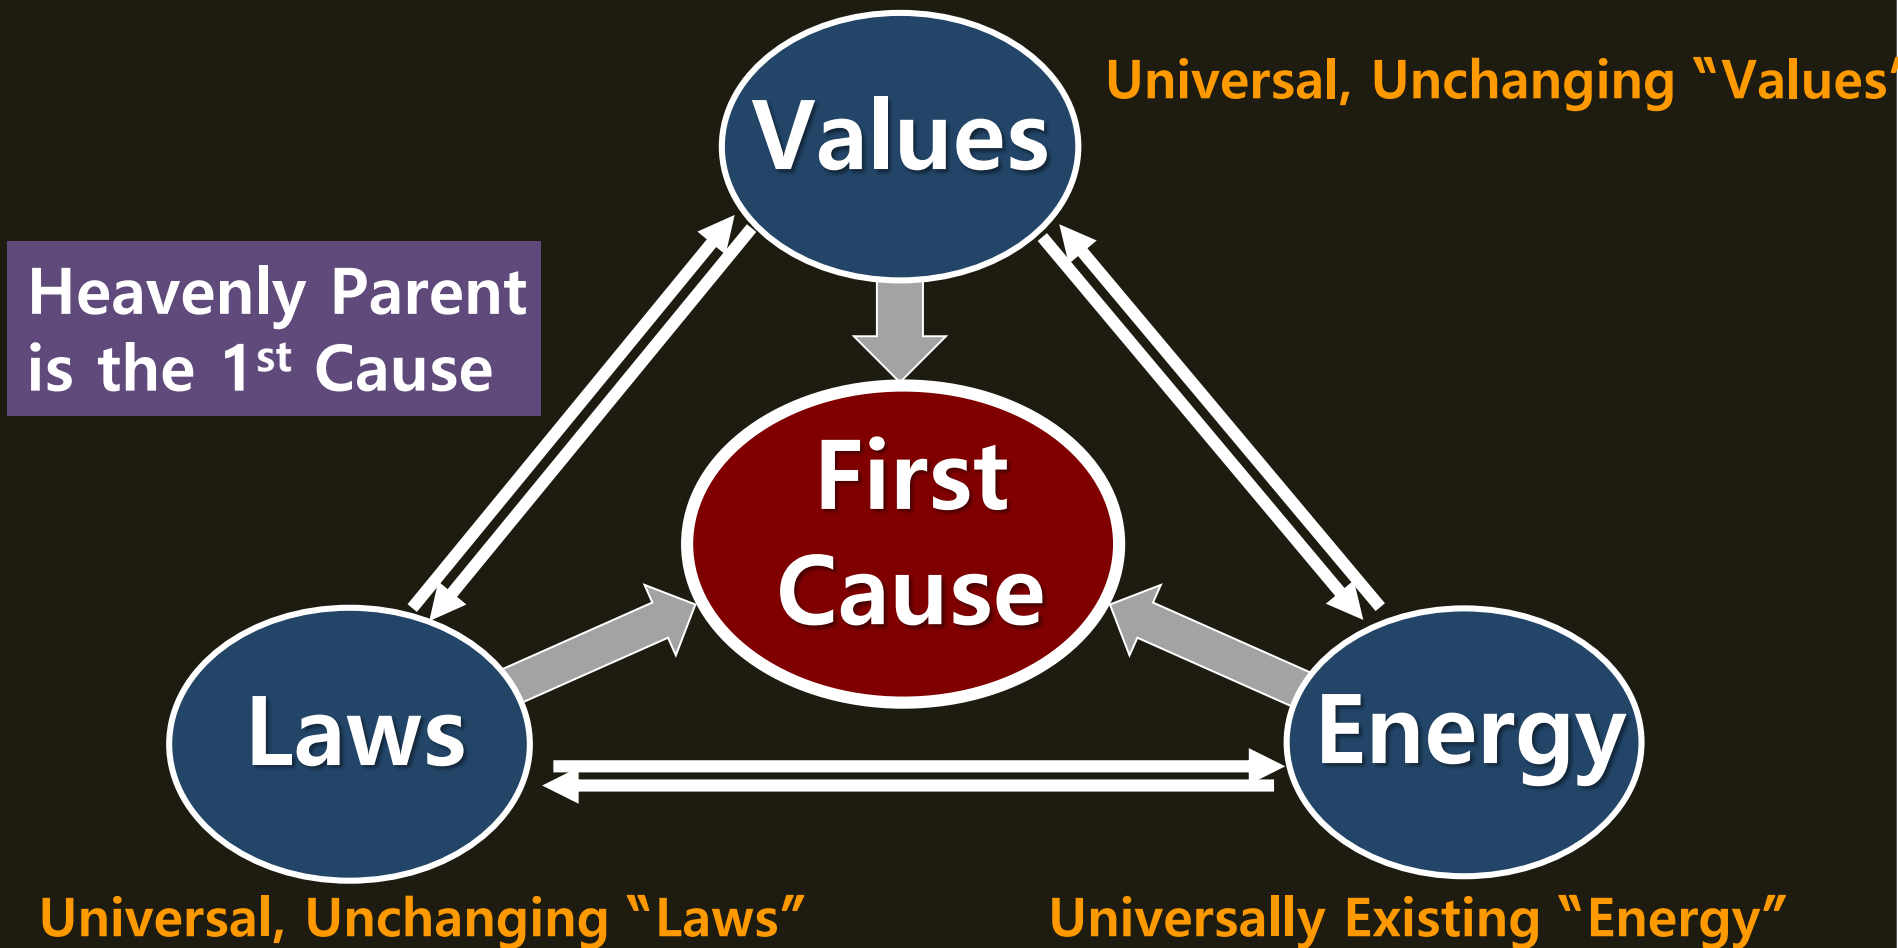 Values
Universal, Unchanging “Values”
Heavenly Parent
is the 1st Cause
First
Cause
Laws
Energy
Universal, Unchanging “Laws”
Universally Existing “Energy”